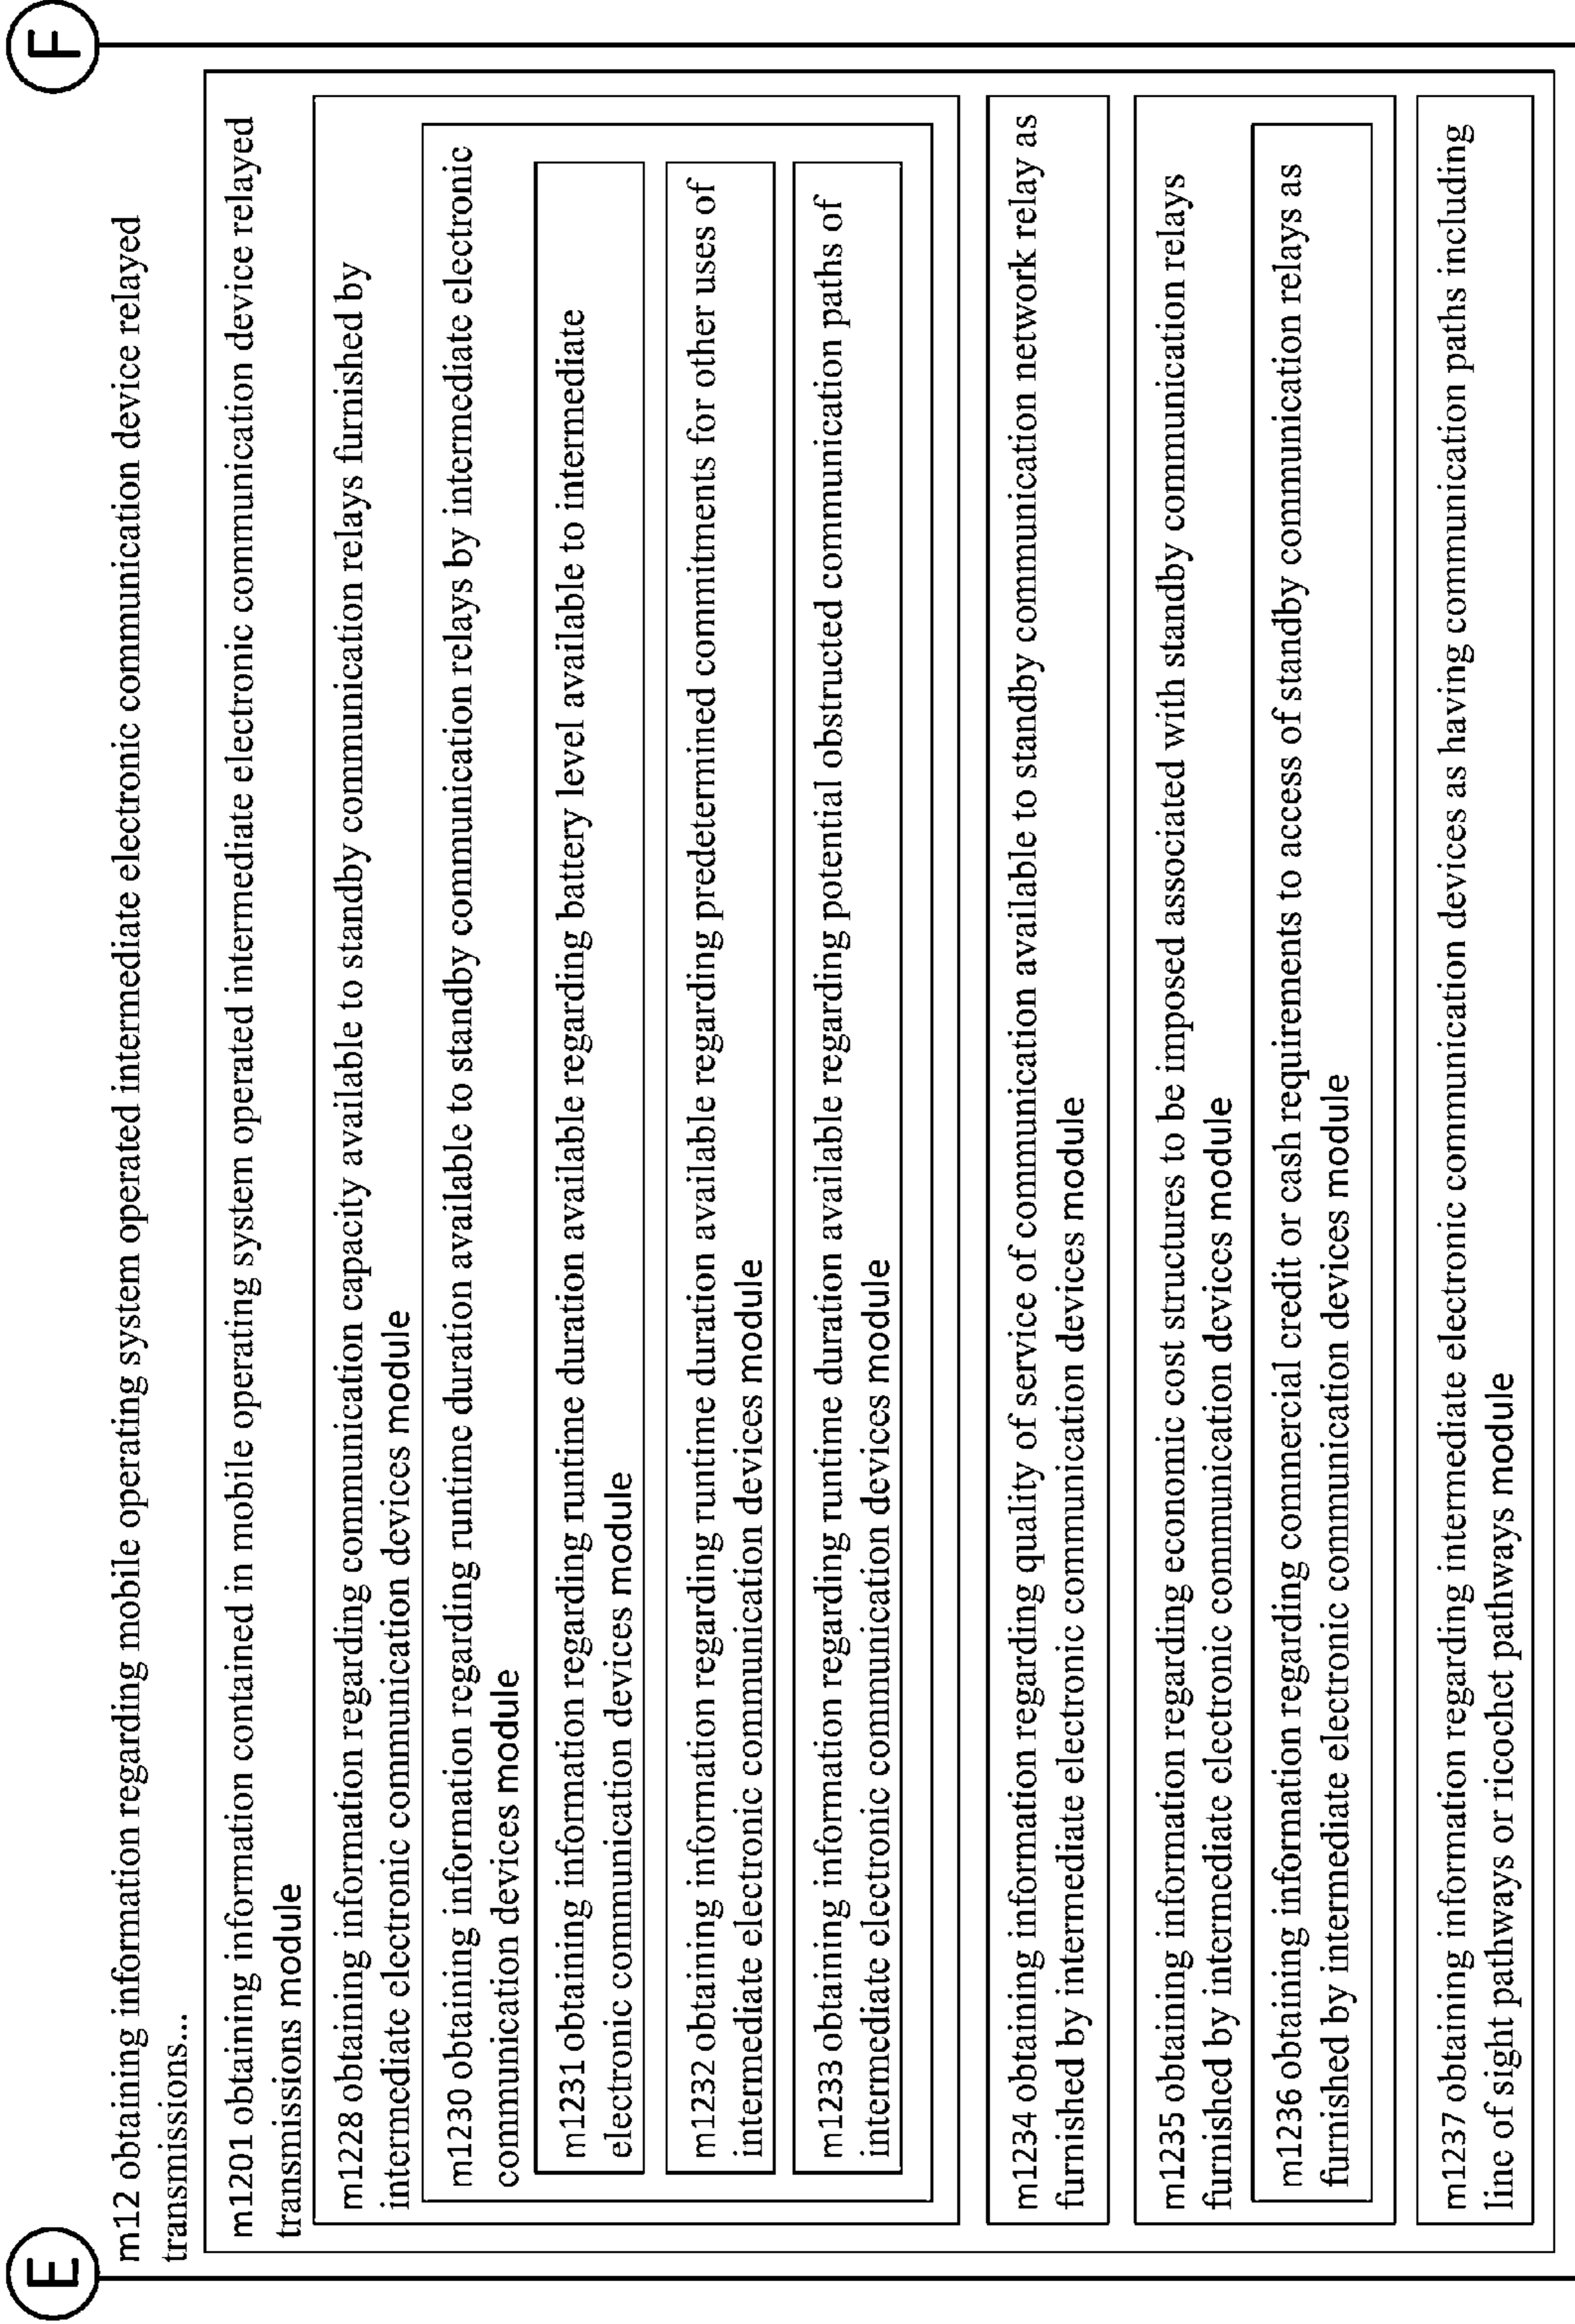 E
F
m12 obtaining information regarding mobile operating system operated intermediate electronic communication device relayed
transmissions...
m1201 obtaining information contained in mobile operating system operated intermediate electronic communication device relayed
transmissions module
m1228 obtaining information regarding communication capacity available to standby communication relays furnished by
intermediate electronic communication devices module
m1230 obtaining information regarding runtime duration available to standby communication relays by intermediate electronic
communication devices module
m1231 obtaining information regarding runtime duration available regarding battery level available to intermediate
electronic communication devices module
m1232 obtaining information regarding runtime duration available regarding predetermined commitments for other uses of
intermediate electronic communication devices module
m1233 obtaining information regarding runtime duration available regarding potential obstructed communication paths of
intermediate electronic communication devices module
m1234 obtaining information regarding quality of service of communication available to standby communication network relay as
furnished by intermediate electronic communication devices module
m1235 obtaining information regarding economic cost structures to be imposed associated with standby communication relays
furnished by intermediate electronic communication devices module
m1236 obtaining information regarding commercial credit or cash requirements to access of standby communication relays as
furnished by intermediate electronic communication devices module
m1237 obtaining information regarding intermediate electronic communication devices as having communication paths including
line of sight pathways or ricochet pathways module